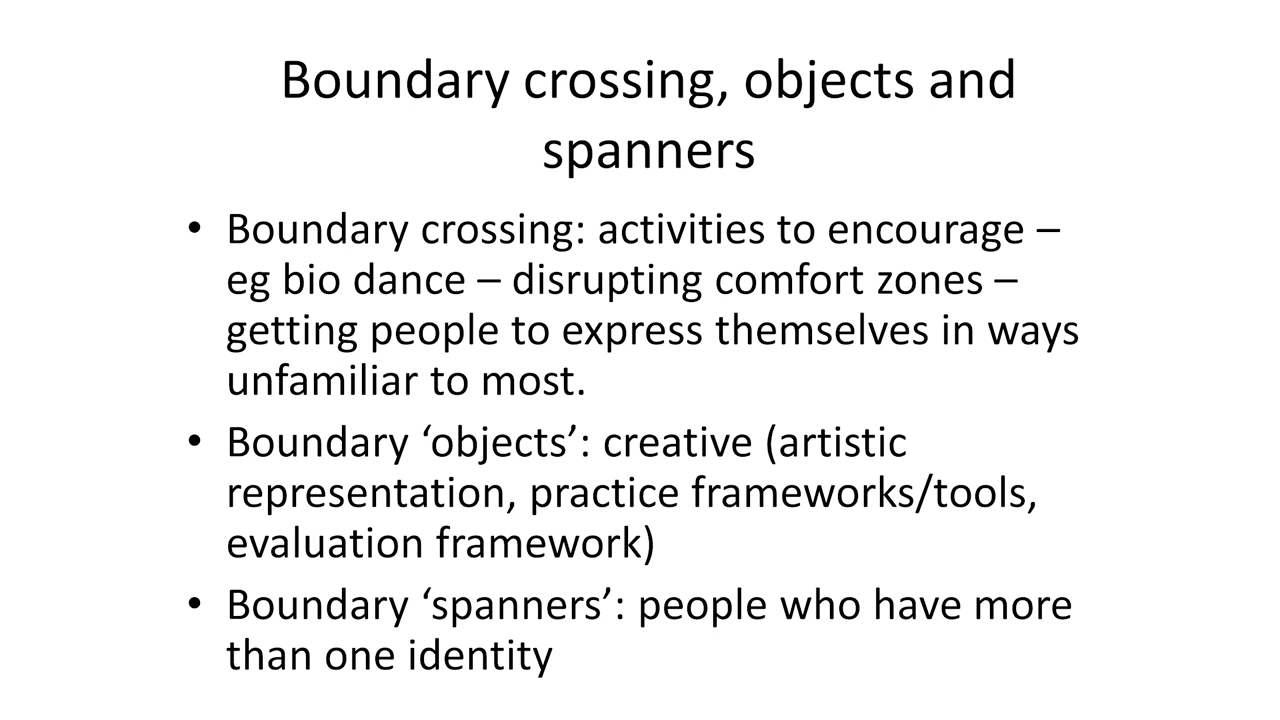 Boundary crossing, objects and
spanners
• Boundary crossing: activities to encourage –
eg bio dance – disrupting comfort zones –
getting people to express themselves in ways
unfamiliar to most.
• Boundary ‘objects’: creative (artistic
representation, practice frameworks/tools,
evaluation framework)
• Boundary ‘spanners’: people who have more
than one identity